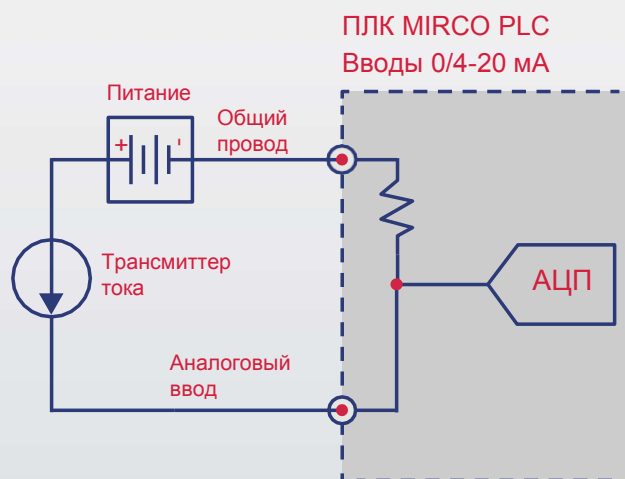 ПЛК MIRCO PLC
Вводы 0/4-20 мА
Питание
+ -
Общий
провод
Трансмиттер
тока
АЦП
Аналоговый
ввод